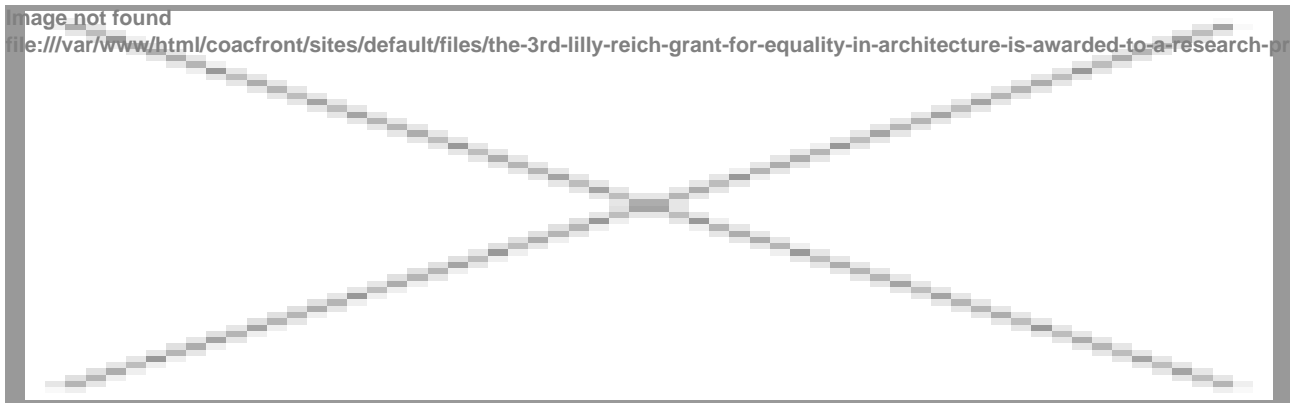 Image not found
file:///var/www/html/coacfront/sites/default/files/the-3rd-lilly-reich-grant-for-equality-in-architecture-is-awarded-to-a-research-pr